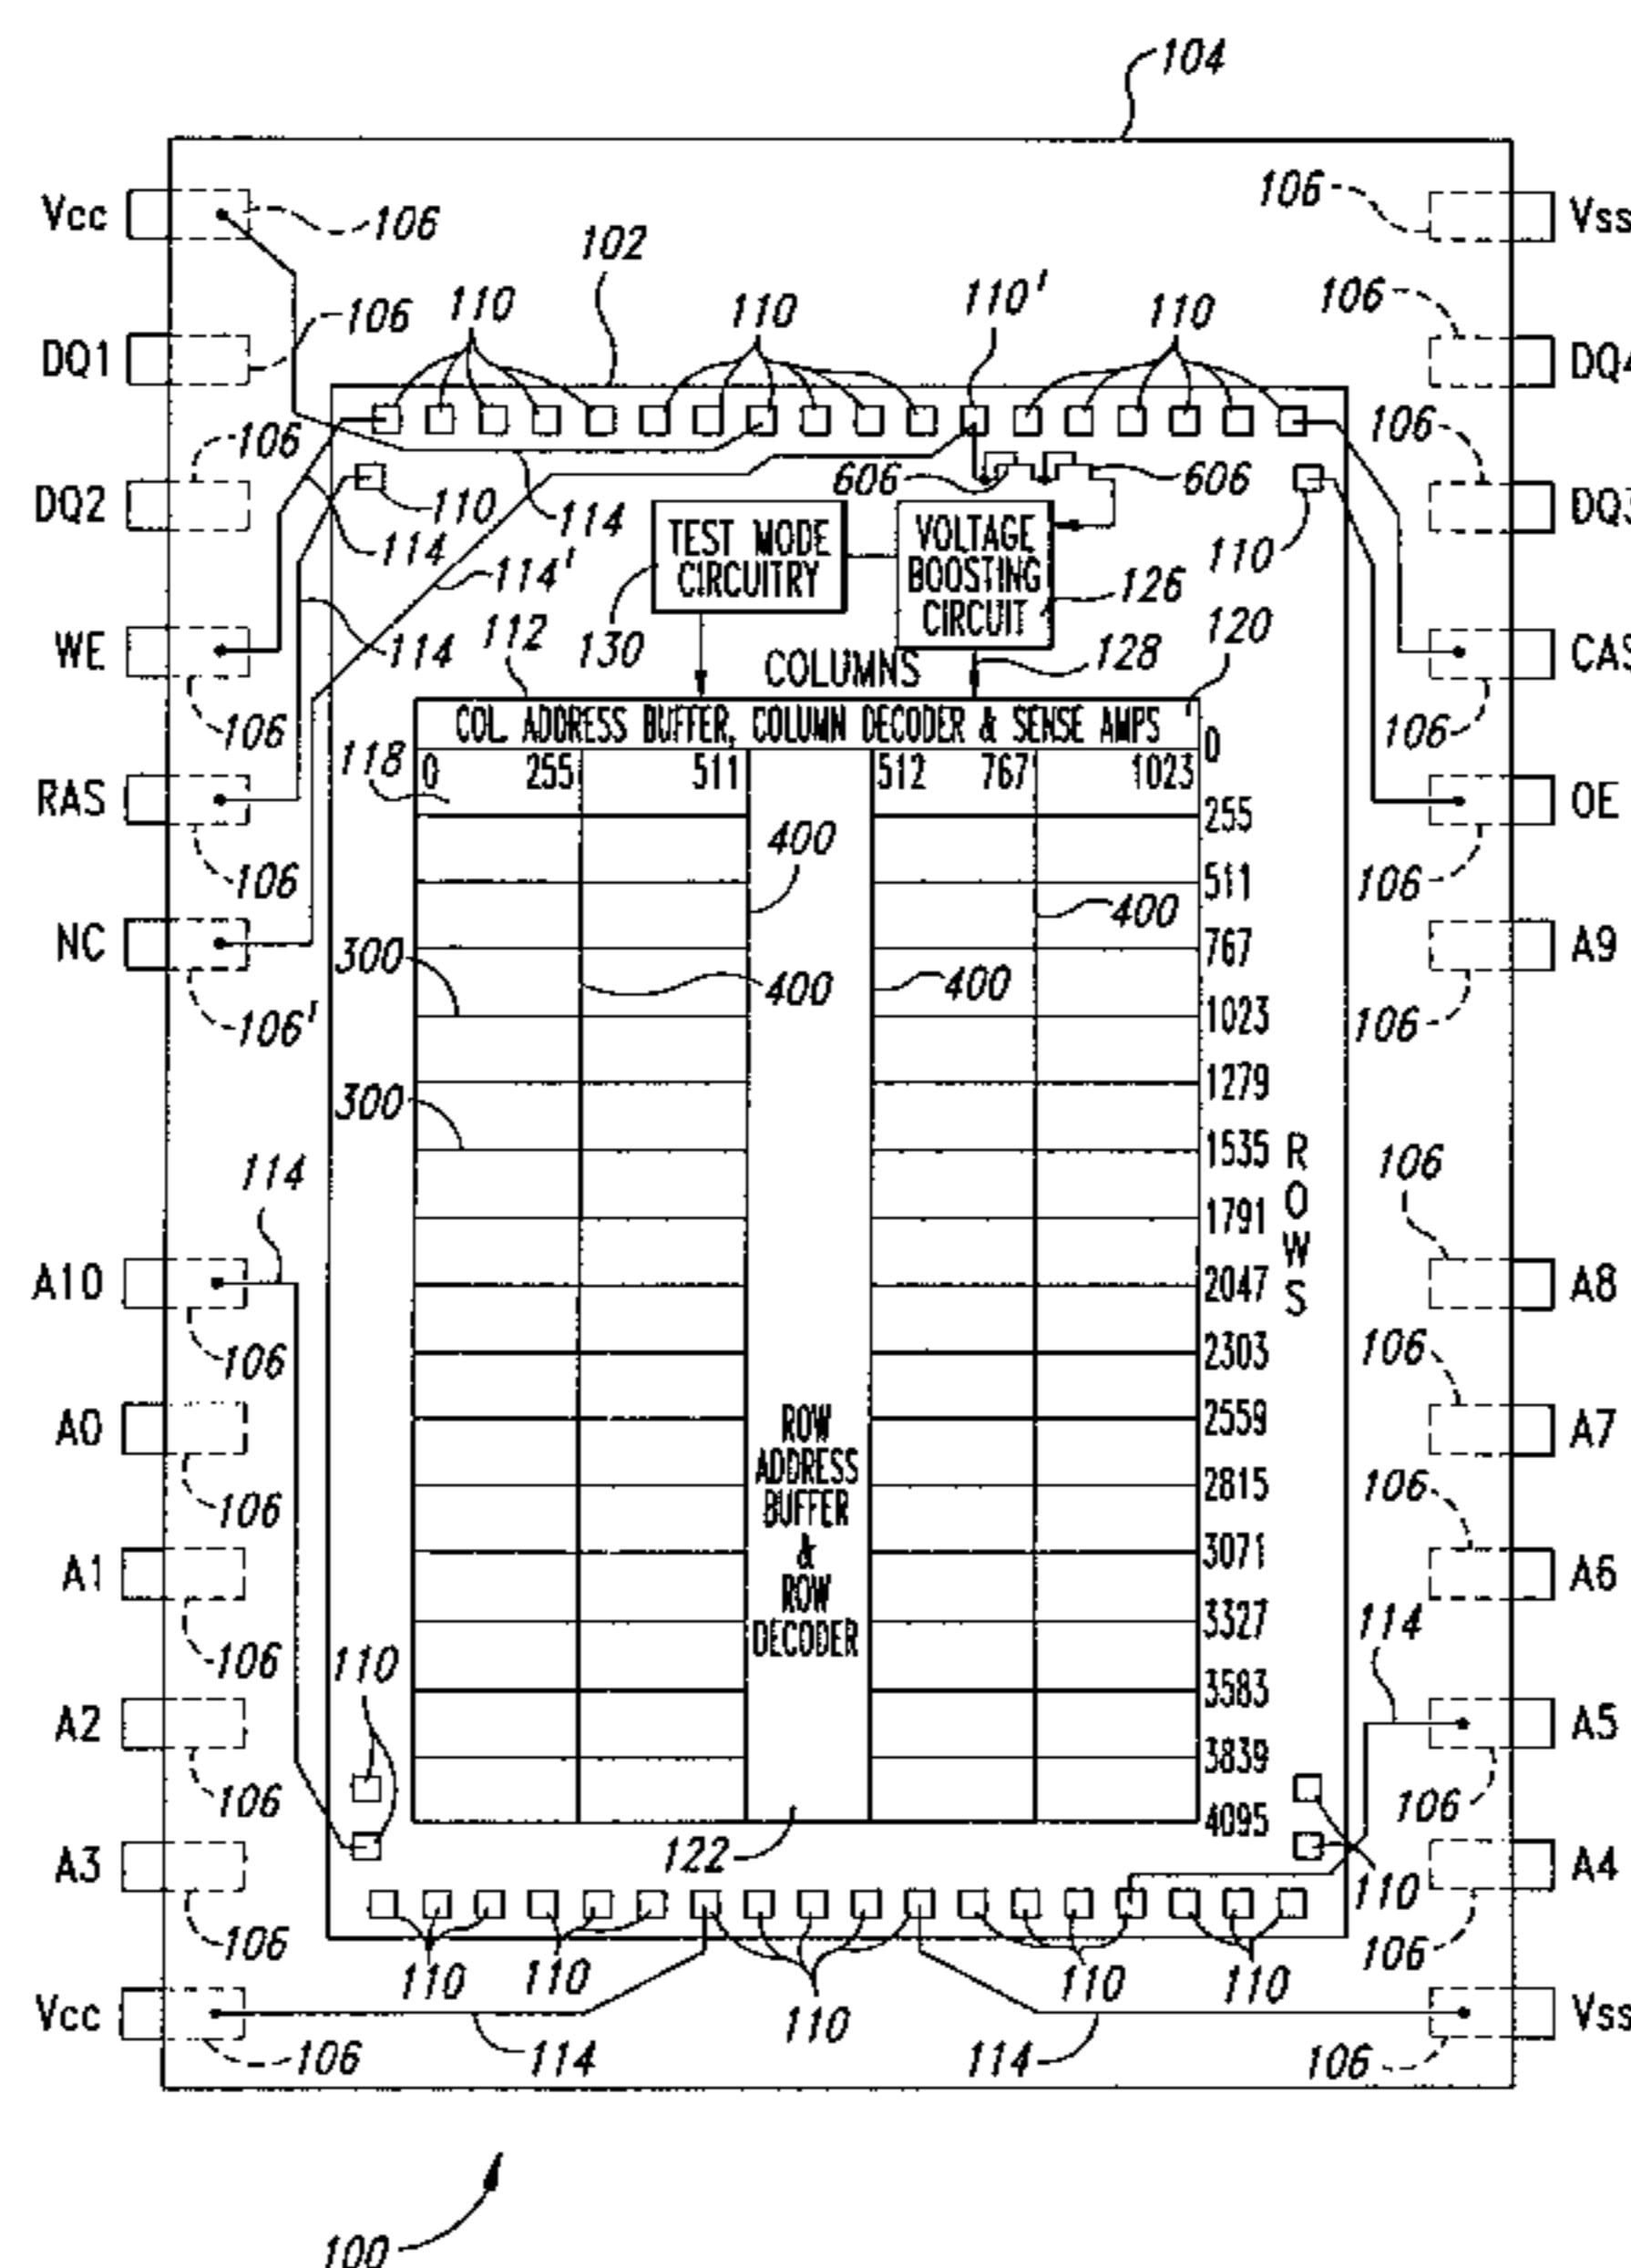 104
Vcc
106
106
Vss
102
110
110
110'
110
106
DQ1
106
DQ4
106
DQ2
110
606
606
106
DQ3
114
114
TEST MODE CIRCUITRY
VOLTAGE BOOSTING CIRCUIT
110
114'
126
WE
114
112
130
COLUMNS
128
120
CAS
106
106
COL. ADDRESS BUFFER, COLUMN DECODER & SENSE AMPS
0
118
0
255
511
512
767
1023
RAS
255
OE
106
400
511
106
400
NC
300
767
A9
400
400
106'
1023
106
1279
300
1535
ROWS
114
106
1791
A10
2047
A8
106
2303
106
A0
ROW ADDRESS BUFFER & ROW DECODER
2559
A7
106
2815
106
A1
3071
A6
106
110
3327
114
A2
3583
A5
106
3839
106
4095
A3
122
A4
106
110
110
110
110
110
110
106
Vcc
106
114
114
106
Vss
100